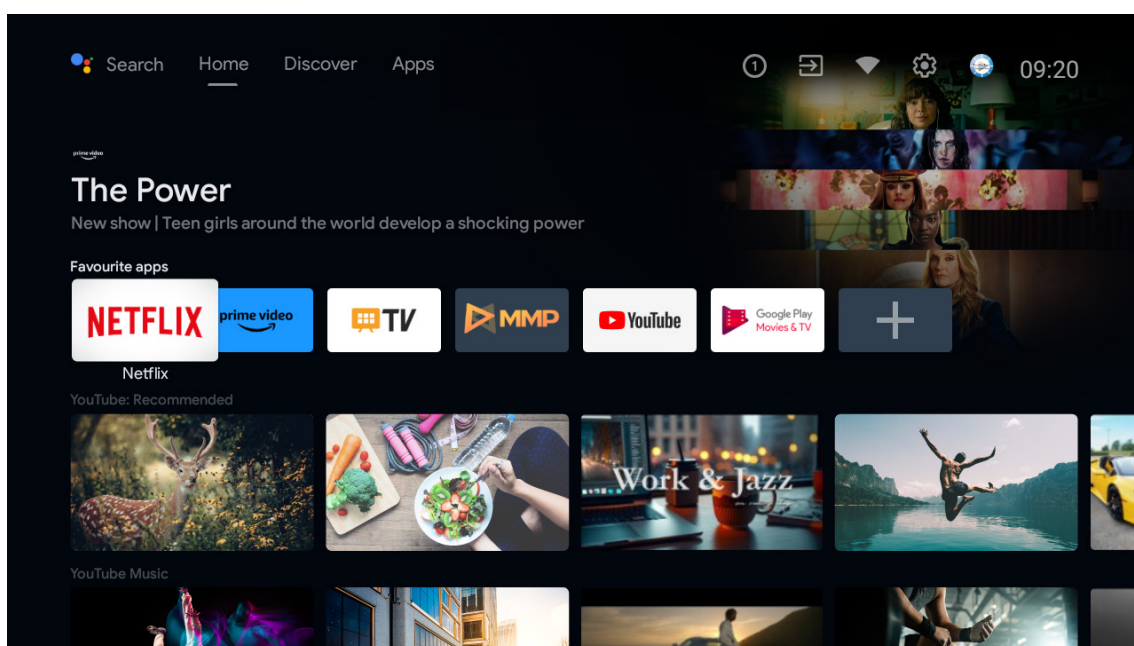 Search Home Discover Apps
1
09:20
prime video
The Power
New show | Teen girls around the world develop a shocking power
Favourite apps
NETFLIX prime video TV MMP YouTube Google Play
Movies & TV
Netflix
YouTube: Recommended
Work & Jazz
YouTube Music